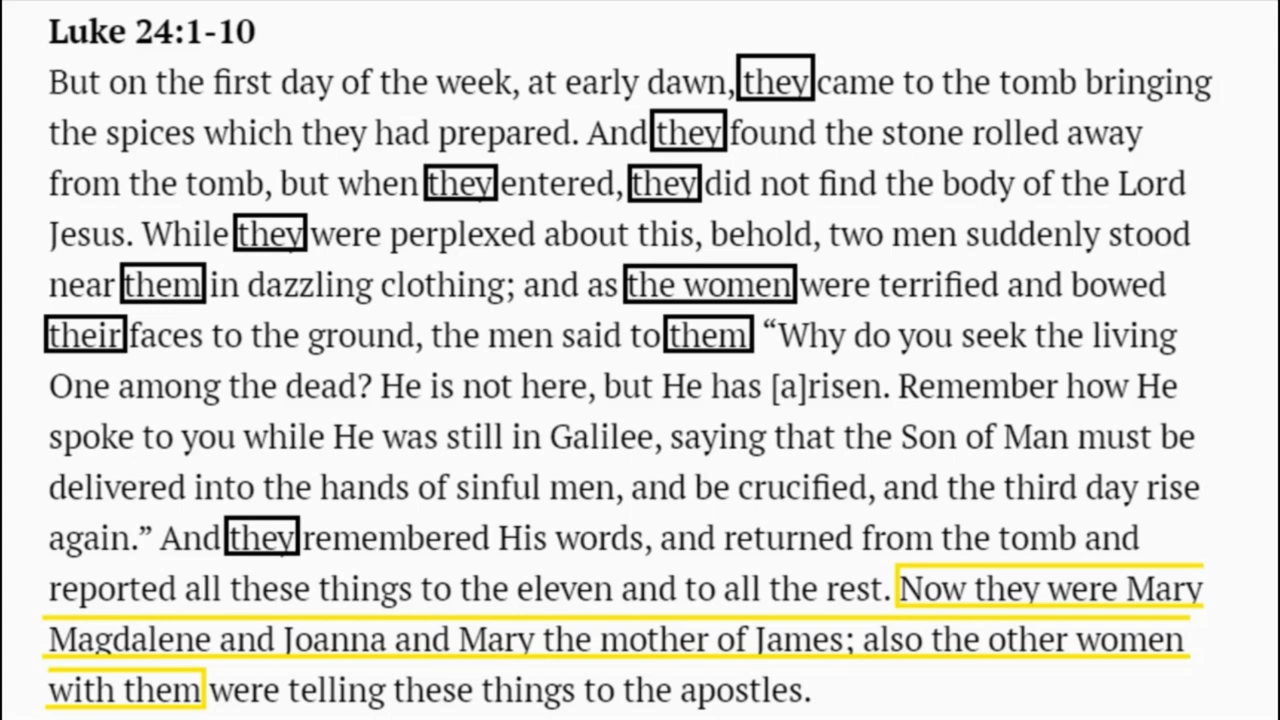 Luke 24:1-10
But on the first day of the week, at early dawn, they came to the tomb bringing
the spices which they had prepared. And they found the stone rolled away
from the tomb, but when they entered, they did not find the body of the Lord
Jesus. While they were perplexed about this, behold, two men suddenly stood
near them in dazzling clothing; and as the women were terrified and bowed
their faces to the ground, the men said to them “Why do you seek the living
One among the dead? He is not here, but He has [a]risen. Remember how He
spoke to you while He was still in Galilee, saying that the Son of Man must be
delivered into the hands of sinful men, and be crucified, and the third day rise
again.” And they remembered His words, and returned from the tomb and
reported all these things to the eleven and to all the rest. Now they were Mary
Magdalene and Joanna and Mary the mother of James; also the other women
with them were telling these things to the apostles.